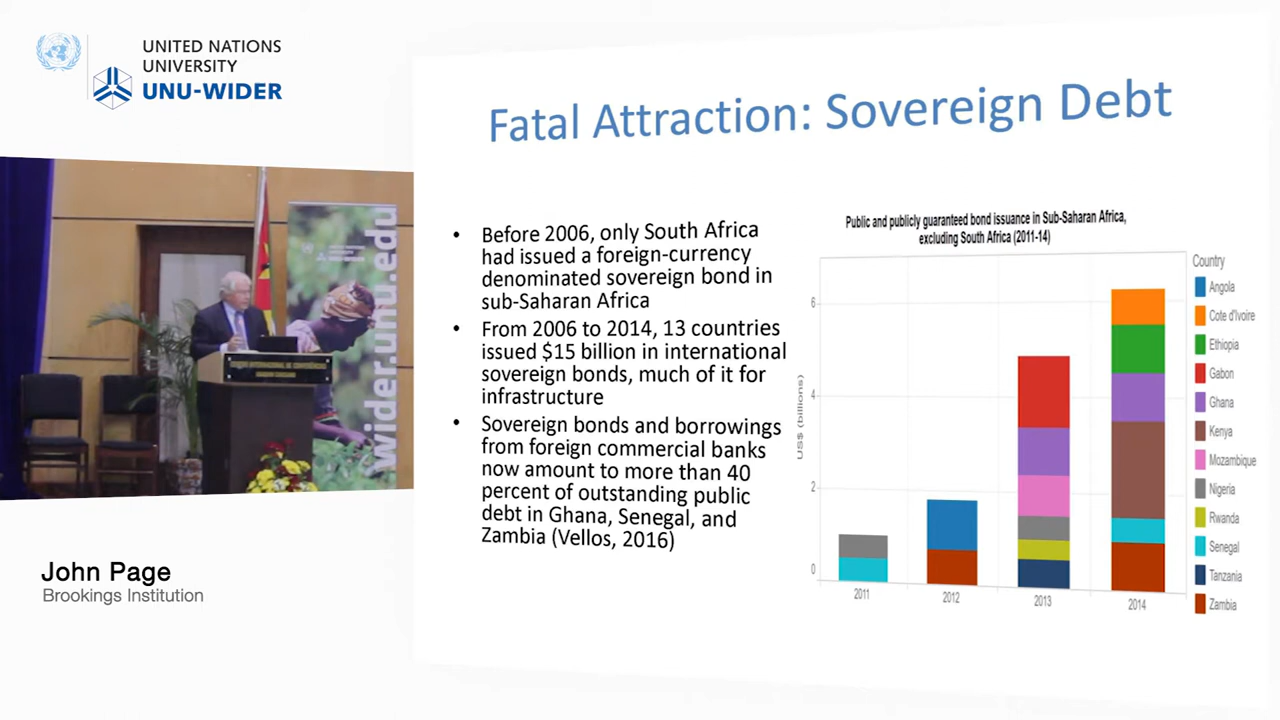 UNITED NATIONS
UNIVERSITY
UNU-WIDER
Fatal Attraction: Sovereign Debt
• Before 2006, only South Africa
had issued a foreign-currency
denominated sovereign bond in
sub-Saharan Africa
• From 2006 to 2014, 13 countries
issued $15 billion in international
sovereign bonds, much of it for
infrastructure
• Sovereign bonds and borrowings
from foreign commercial banks
now amount to more than 40
percent of outstanding public
debt in Ghana, Senegal, and
Zambia (Vellos, 2016)
Public and publicly guaranteed bond issuance in Sub-Saharan Africa,
excluding South Africa (2011-14)
US$ (billions)
6
4
2
0
2011
2012
2013
2014
Country
Angola
Cote d'Ivoire
Ethiopia
Gabon
Ghana
Kenya
Mozambique
Nigeria
Rwanda
Senegal
Tanzania
Zambia
wider.unu.edu
John Page
Brookings Institution